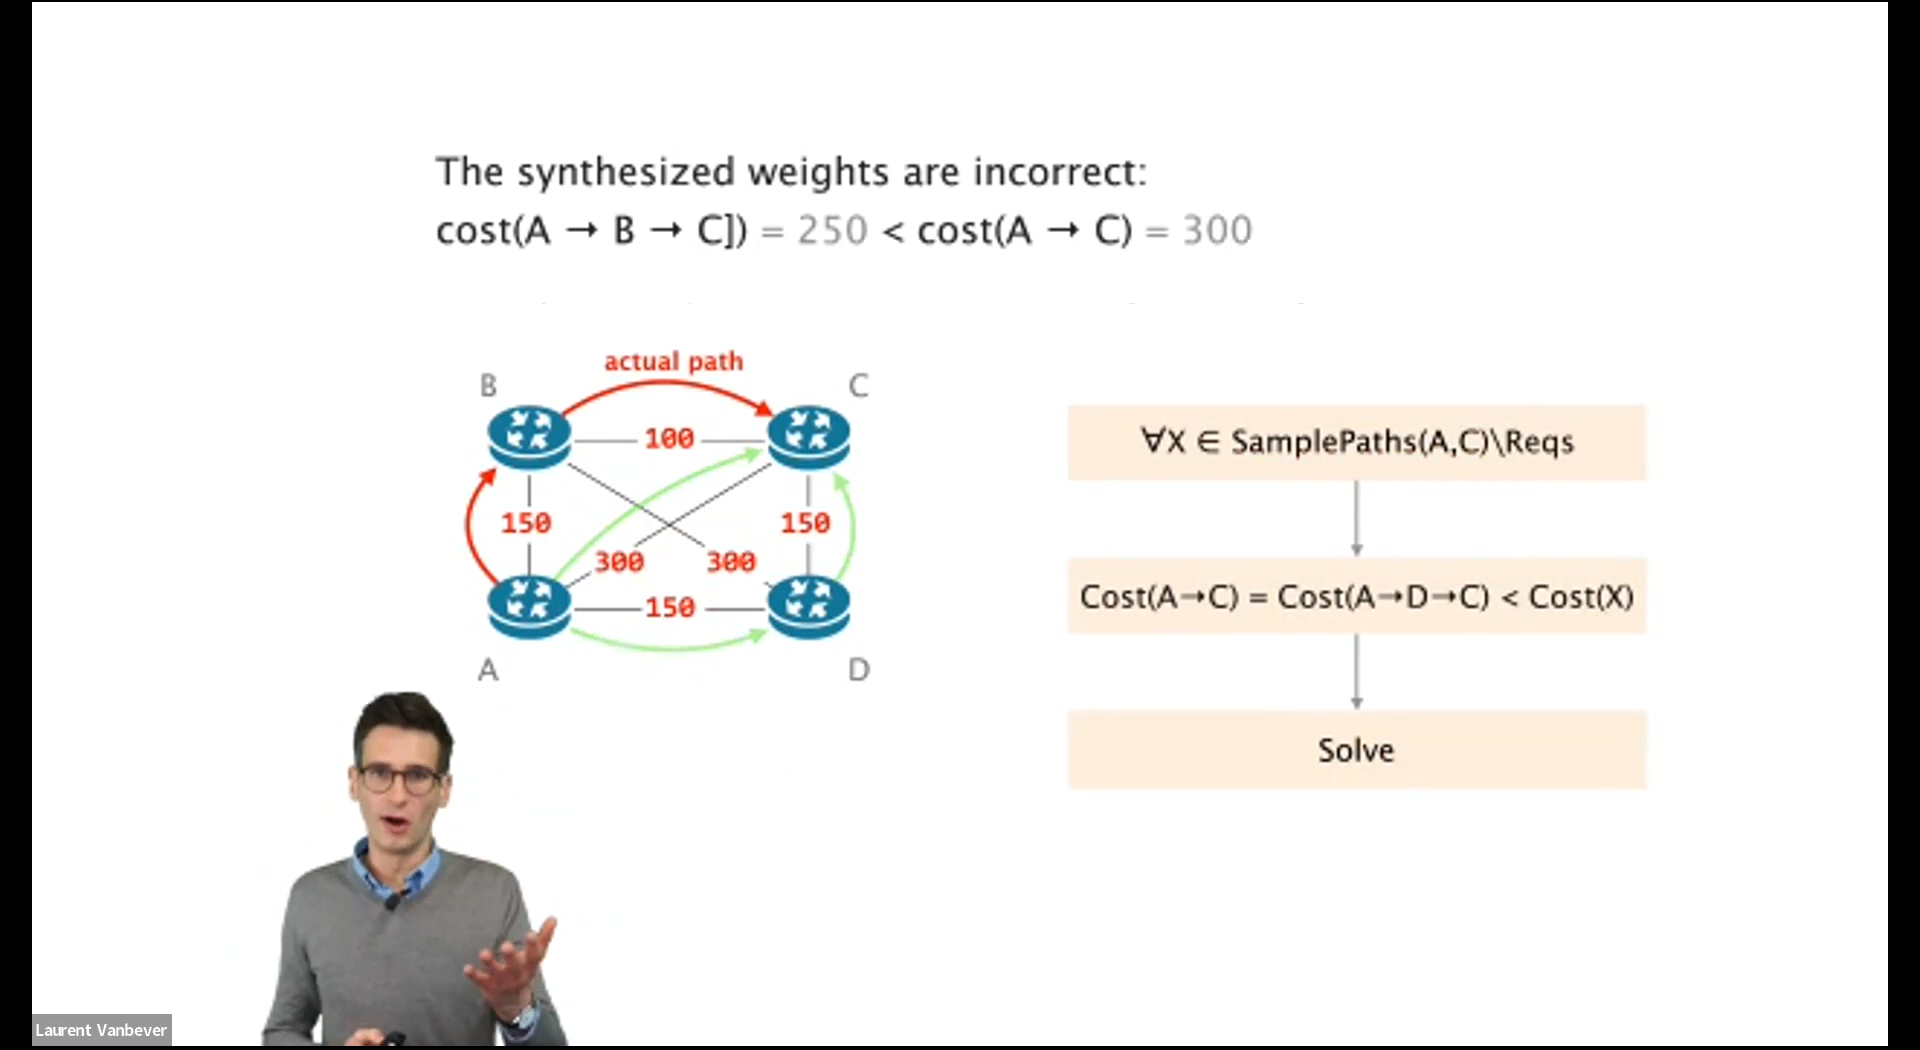 The synthesized weights are incorrect:
cost(A → B → C]) = 250 < cost(A → C) = 300
actual path
B
C
100
150
150
300
300
150
A
D
∀X ∈ SamplePaths(A,C)\Reqs
Cost(A→C) = Cost(A→D→C) < Cost(X)
Solve
Laurent Vanbever